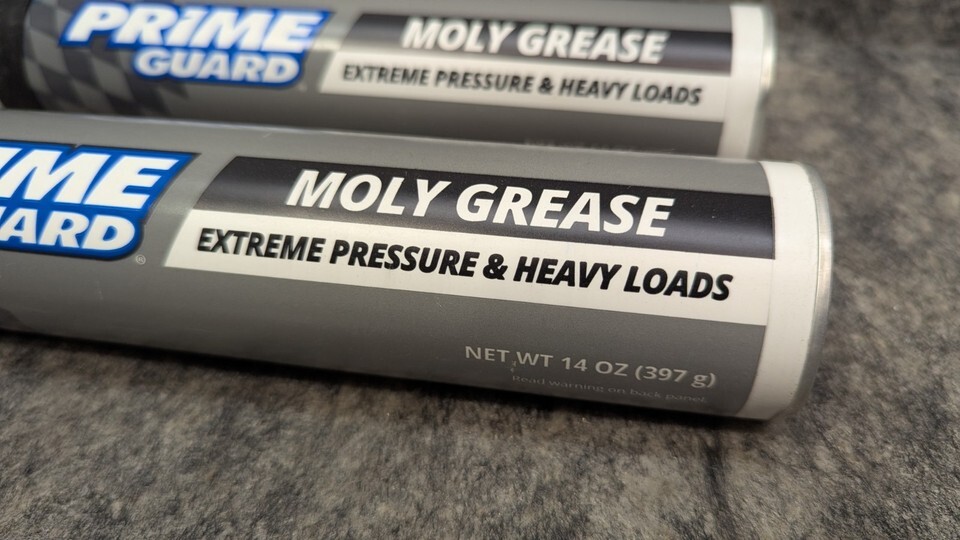 PRiME
GUARD
MOLY GREASE
EXTREME PRESSURE & HEAVY LOADS
IME
ARD
®
MOLY GREASE
EXTREME PRESSURE & HEAVY LOADS
NET WT 14 OZ (397 g)
Read warning on back panel.